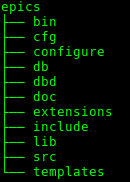 epics
├── bin
├── cfg
├── configure
├── db
├── dbd
├── doc
├── extensions
├── include
├── lib
├── src
└── templates